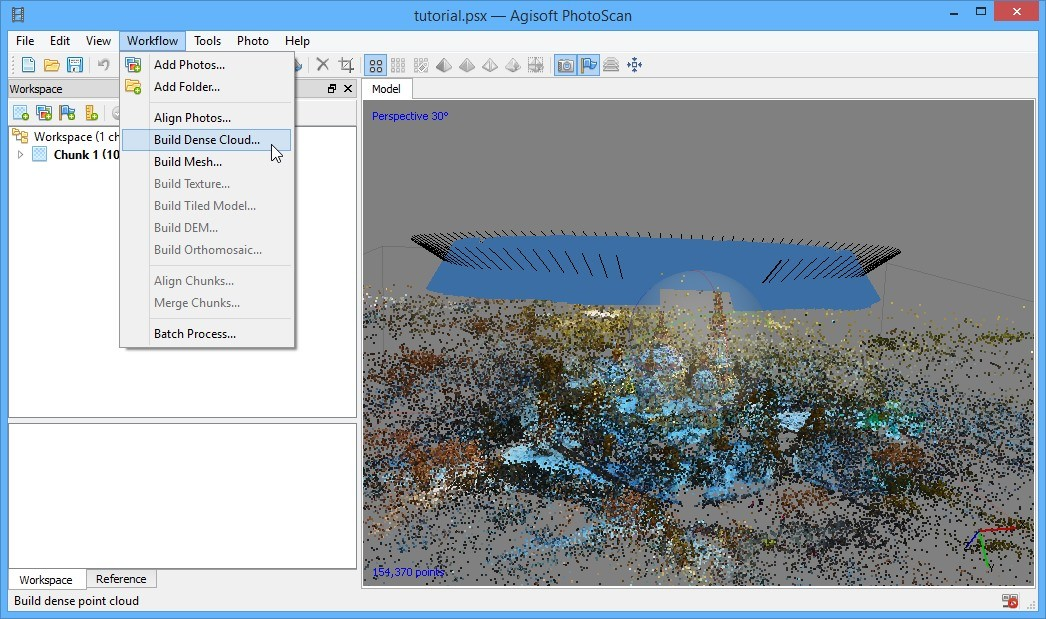 tutorial.psx — Agisoft PhotoScan
File Edit View Workflow Tools Photo Help
Workspace
Model
Add Photos...
Add Folder...
Align Photos...
Build Dense Cloud...
Build Mesh...
Build Texture...
Build Tiled Model...
Build DEM...
Build Orthomosaic...
Align Chunks...
Merge Chunks...
Batch Process...
Workspace (1 ch
Chunk 1 (10
Perspective 30°
154,370 points
Workspace Reference
Build dense point cloud